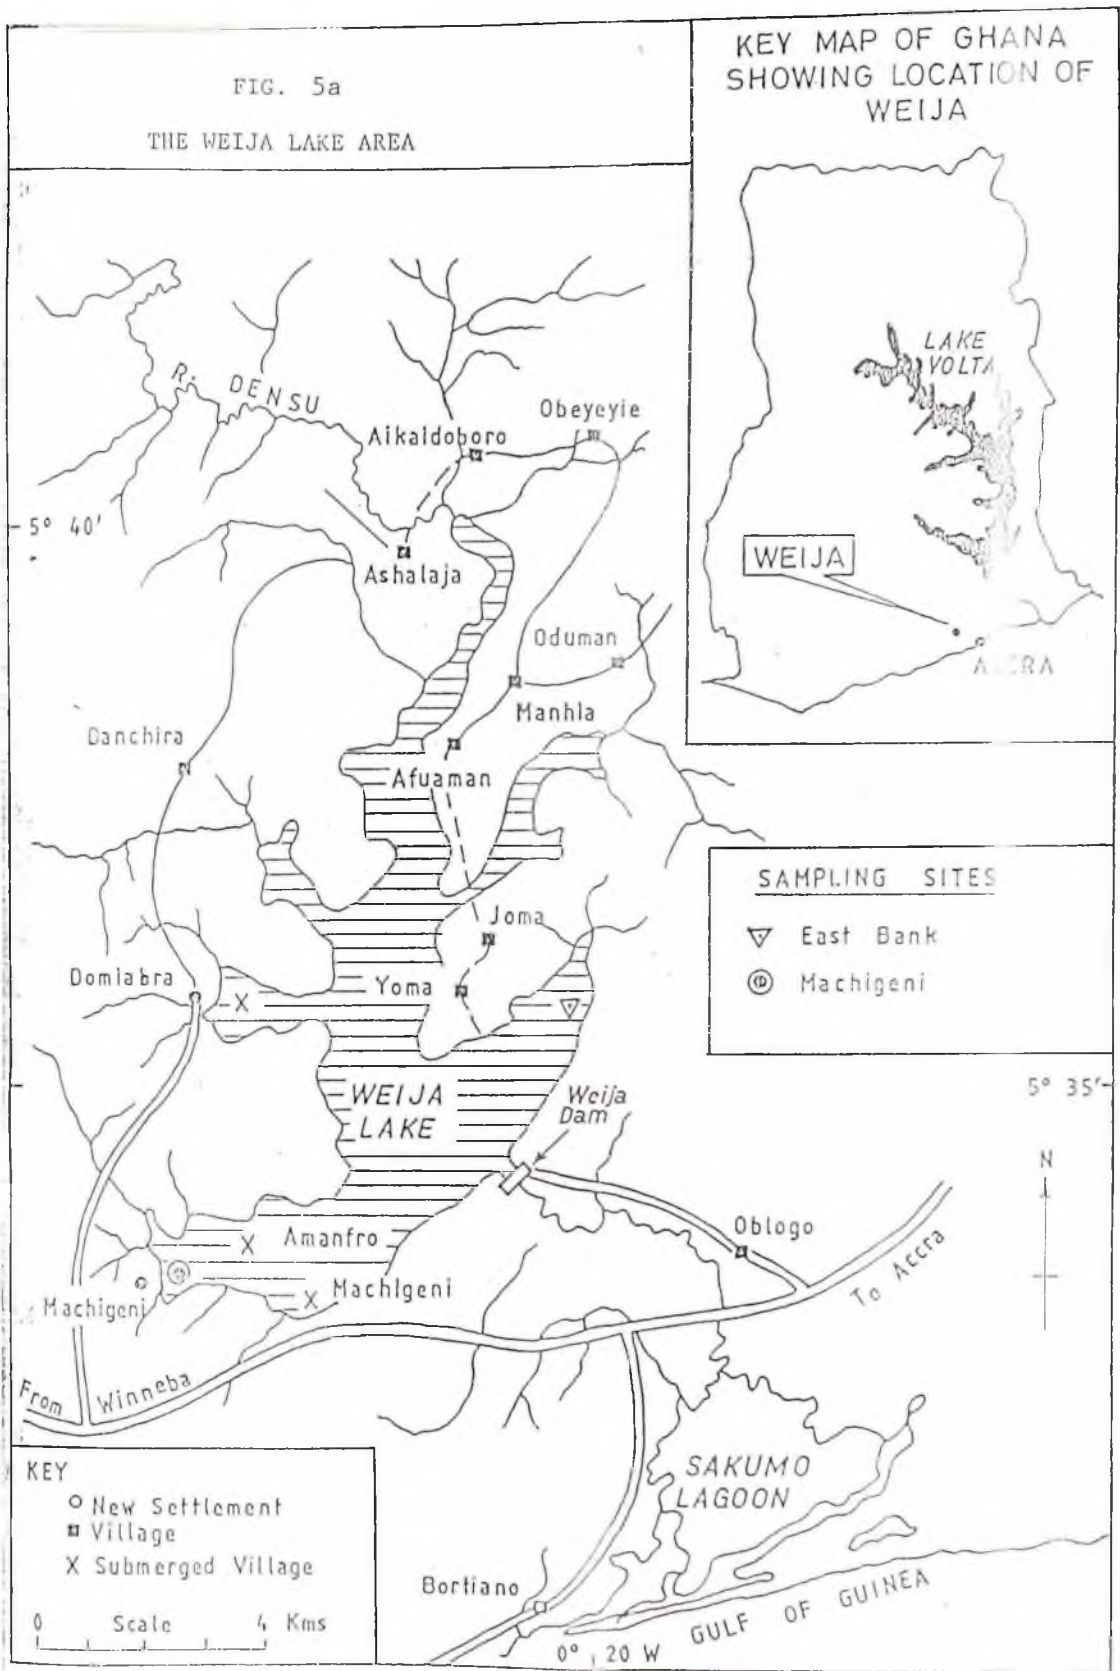 FIG. 5a
THE WEIJA LAKE AREA
KEY MAP OF GHANA
SHOWING LOCATION OF
WEIJA
LAKE
VOLTA
WEIJA
ACCRA
R. DENSU
Obeyeyie
Aikaidoboro
5° 40'
Ashalaja
Oduman
Manhla
Danchira
Afuaman
SAMPLING SITES
East Bank
Machigeni
Joma
Domiabra
X
Yoma
WEIJA
LAKE
Weija
Dam
5° 35'
N
Oblogo
X Amanfro
Machigeni
X Machigeni
To Accra
From Winneba
KEY
New Settlement
Village
X Submerged Village
0 Scale 4 Kms
SAKUMO
LAGOON
Bortiano
GULF OF GUINEA
0° 20 W